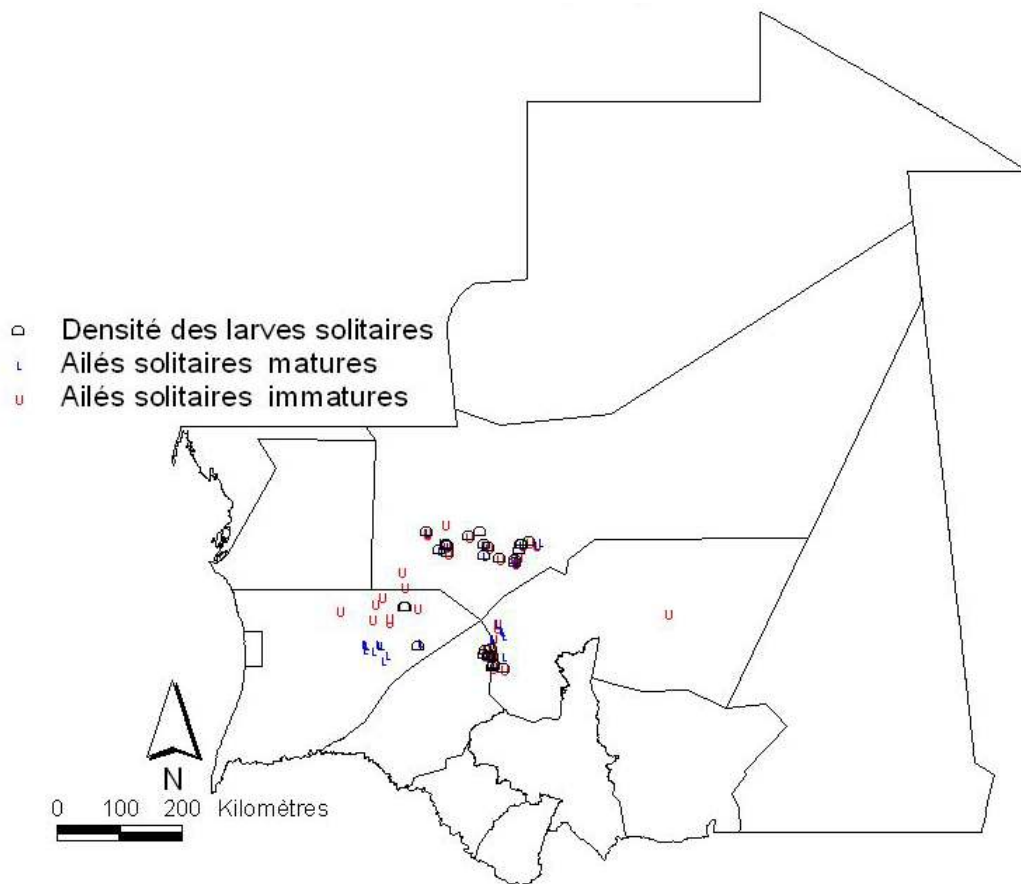 Densité des larves solitaires
L Ailés solitaires matures
U Ailés solitaires immatures
N
0 100 200 Kilomètres